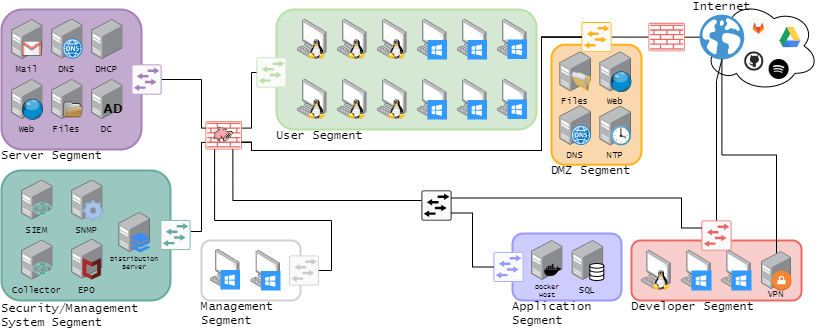 Internet
Mail DNS DHCP
Web Files DC
AD
Server Segment
User Segment
Files Web
DNS NTP
DMZ Segment
SIEM SNMP
Distribution
Server
Collector EPO
Security/Management
System Segment
Management
Segment
Docker
Host
SQL
Application
Segment
VPN
Developer Segment